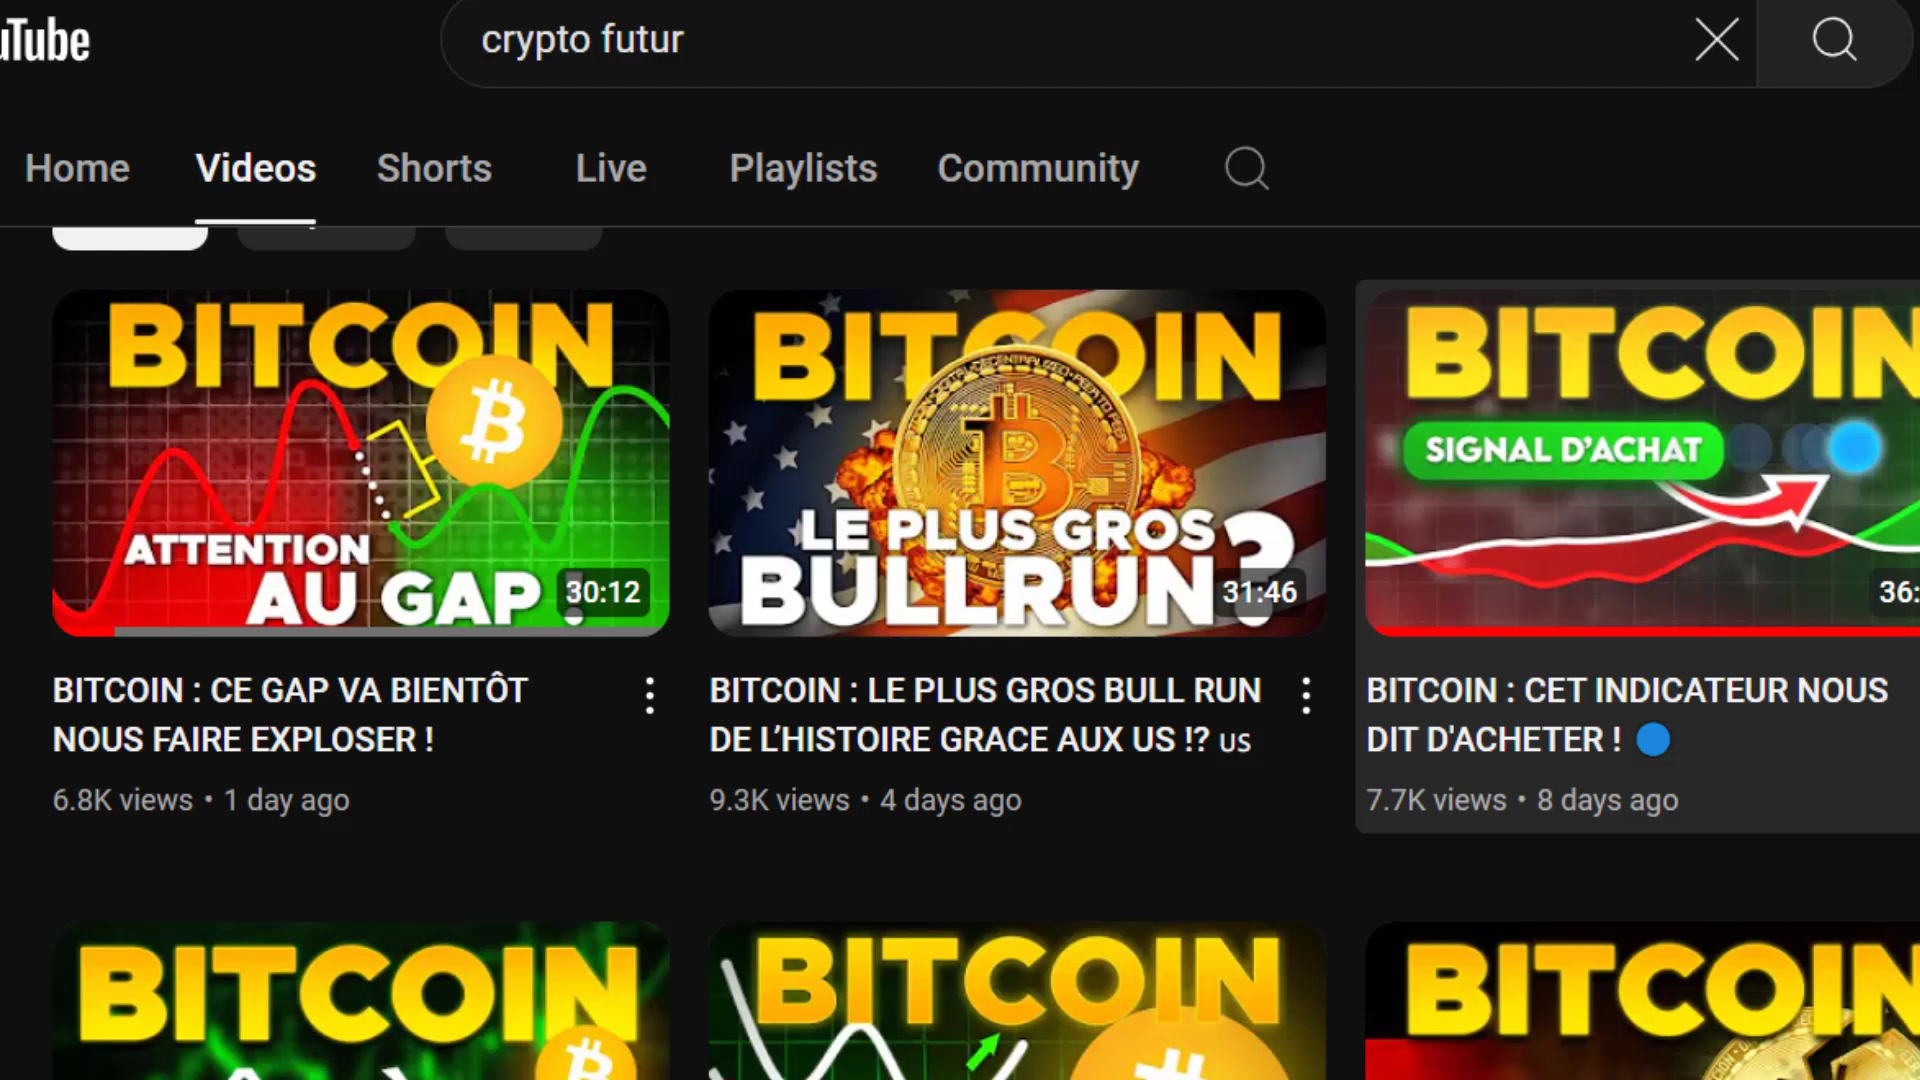 uTube
crypto futur
Home Videos Shorts Live Playlists Community
BITCOIN
ATTENTION
AU GAP !
30:12
BITCOIN
LE PLUS GROS
BULLRUN ?
31:46
BITCOIN
SIGNAL D'ACHAT
36:
BITCOIN : CE GAP VA BIENTÔT
NOUS FAIRE EXPLOSER !
6.8K views • 1 day ago
BITCOIN : LE PLUS GROS BULL RUN
DE L’HISTOIRE GRACE AUX US !? US
9.3K views • 4 days ago
BITCOIN : CET INDICATEUR NOUS
DIT D'ACHETER ! 🔵
7.7K views • 8 days ago
BITCOIN
BITCOIN
BITCOIN